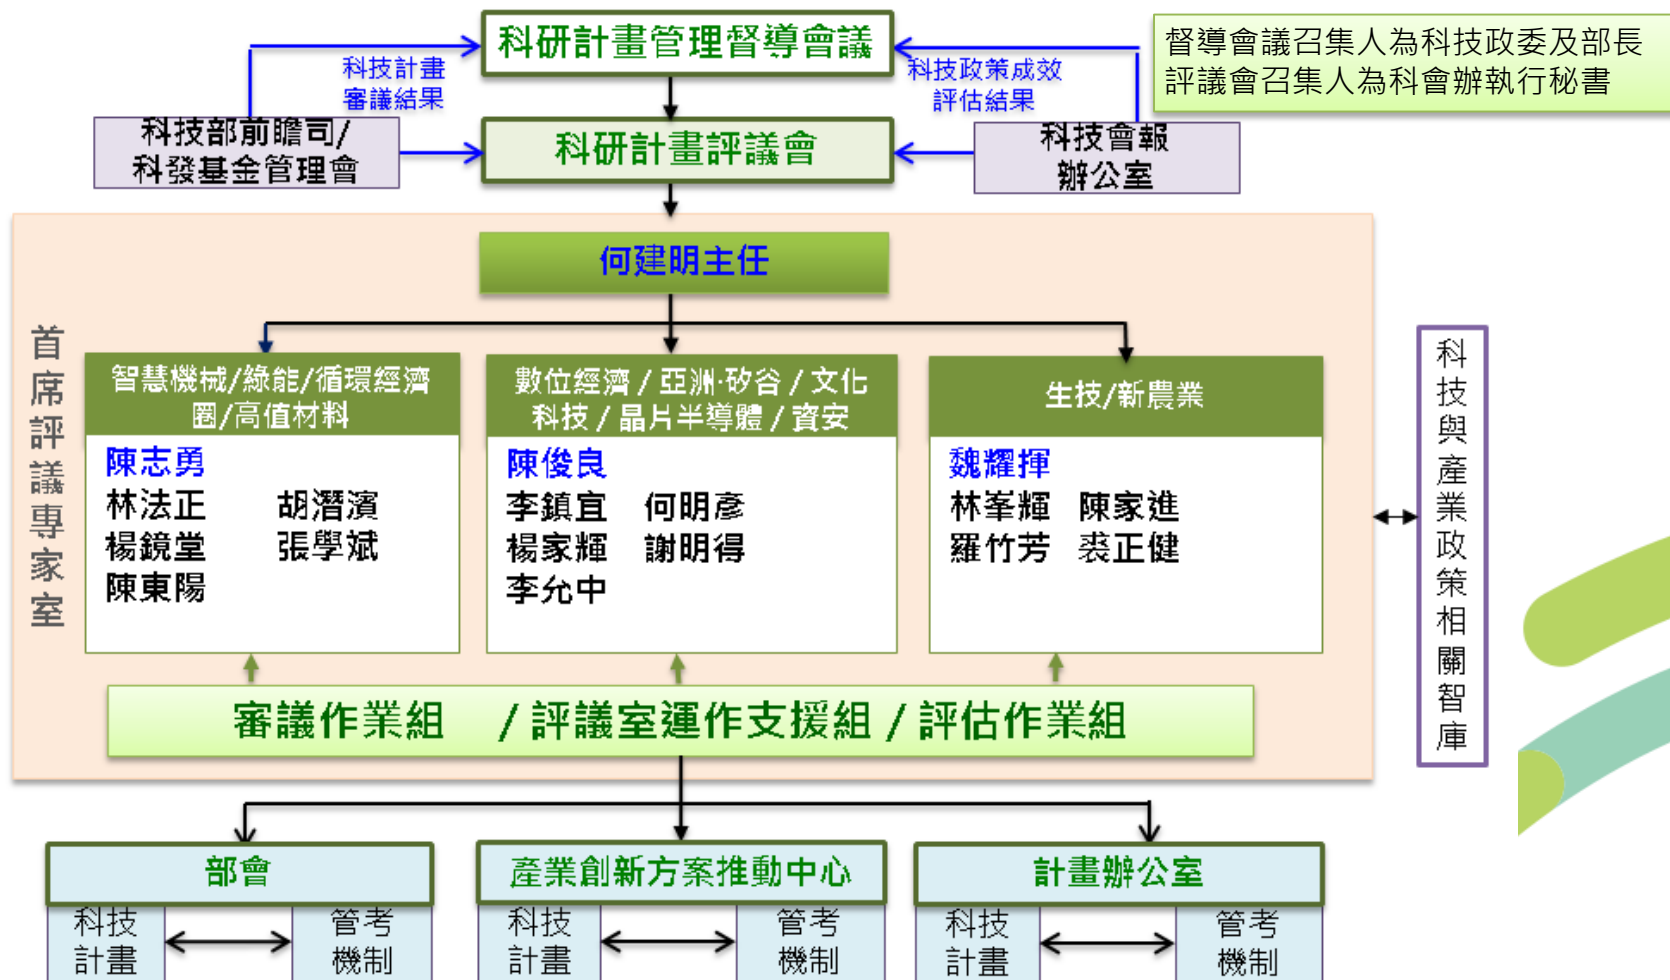 科研計畫管理督導會議
督導會議召集人為科技政委及部長
評議會召集人為科會辦執行秘書
科技計畫
審議結果
科技政策成效
評估結果
科技部前瞻司/
科發基金管理會
科研計畫評議會
科技會報
辦公室
首席評議專家室
何建明主任
智慧機械/綠能/循環經濟
圈/高值材料
陳志勇
林法正 胡潛濱
楊鏡堂 張學斌
陳東陽
數位經濟/亞洲·矽谷/文化
科技/晶片半導體/資安
陳俊良
李鎮宜 何明彥
楊家輝 謝明得
李允中
生技/新農業
魏耀揮
林峯輝 陳家進
羅竹芳 裘正健
科技與產業政策相關智庫
審議作業組 /評議室運作支援組/評估作業組
部會
科技
計畫
管考
機制
產業創新方案推動中心
科技
計畫
管考
機制
計畫辦公室
科技
計畫
管考
機制